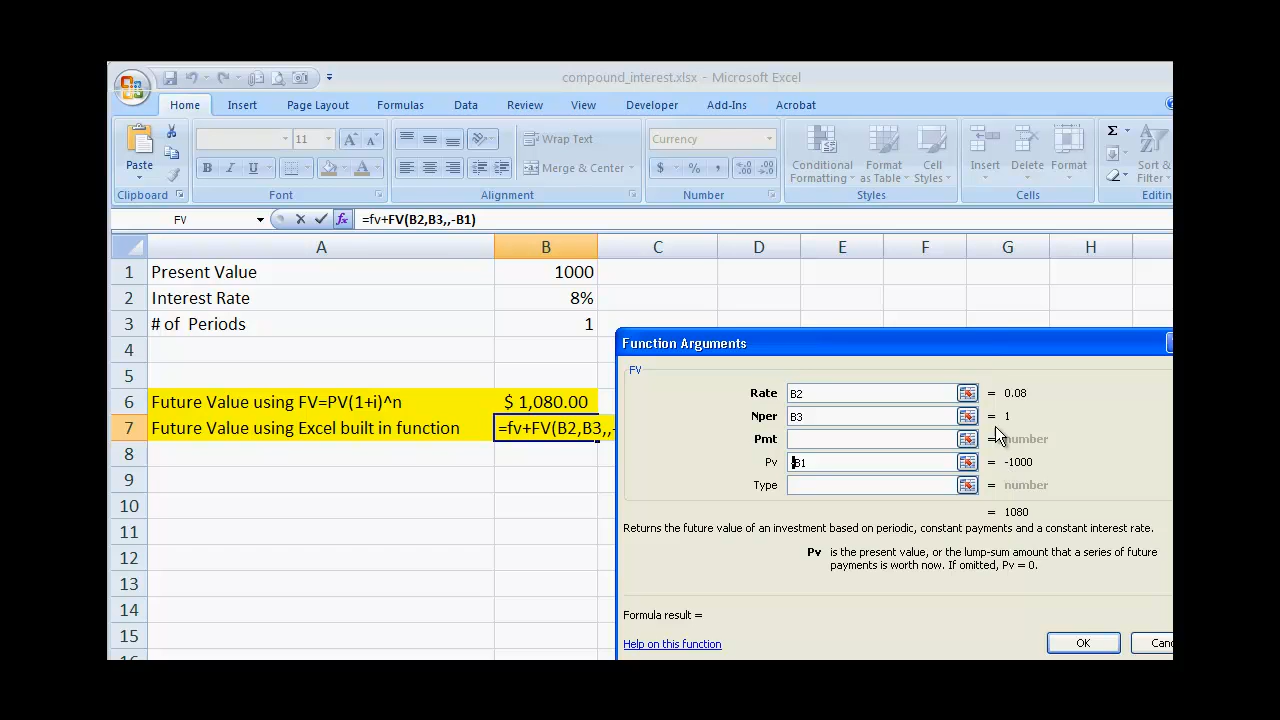 compound_interest.xlsx - Microsoft Excel
Home Insert Page Layout Formulas Data Review View Developer Add-Ins Acrobat
Paste
11
Wrap Text
Merge & Center
Currency
$ % ,
Conditional Formatting
Format as Table
Cell Styles
Insert Delete Format
Σ
Sort &
Filter
Clipboard Font Alignment Number Styles Cells Editin
FV =fv+FV(B2,B3,,-B1)
A B C D E F G H
1 Present Value 1000
2 Interest Rate 8%
3 # of Periods 1
4
5
6 Future Value using FV=PV(1+i)^n $ 1,080.00
7 Future Value using Excel built in function =fv+FV(B2,B3,,-
8
9
10
11
12
13
14
15
16
Function Arguments
FV
Rate B2 = 0.08
Nper B3 = 1
Pmt = number
Pv -B1 = -1000
Type = number
= 1080
Returns the future value of an investment based on periodic, constant payments and a constant interest rate.
Pv is the present value, or the lump-sum amount that a series of future
payments is worth now. If omitted, Pv = 0.
Formula result =
Help on this function
OK Canc